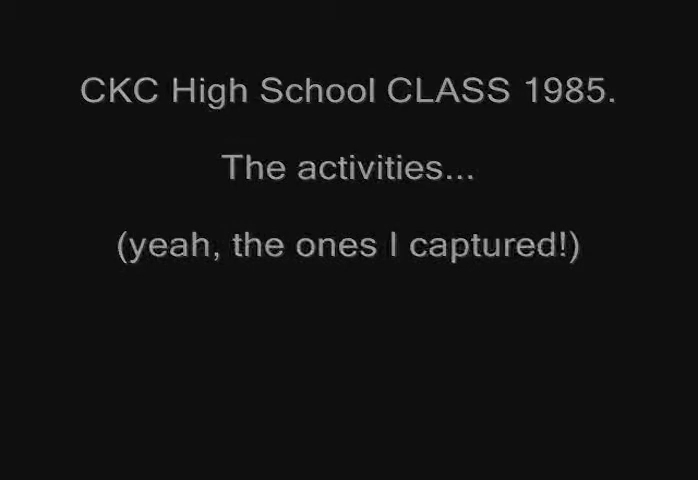 CKC High School CLASS 1985.
The activities...
(yeah, the ones I captured!)